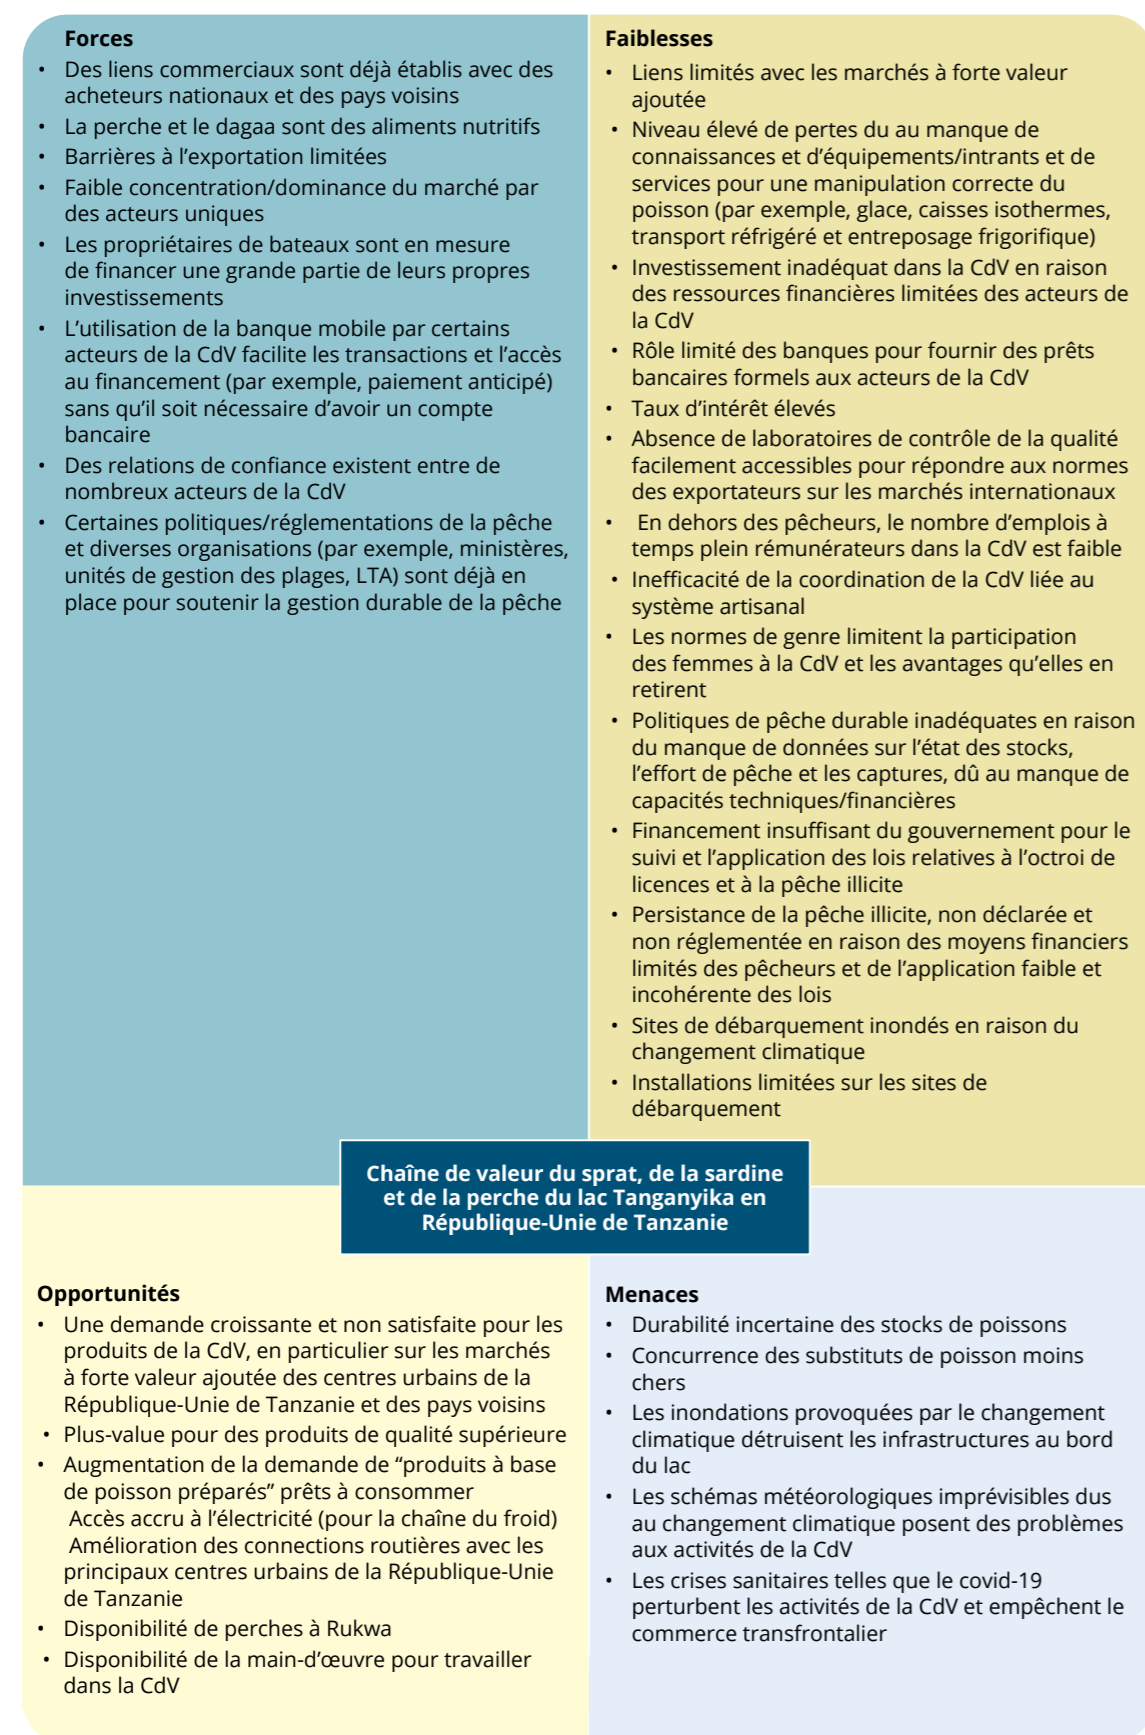 Forces
• Des liens commerciaux sont déjà établis avec des
acheteurs nationaux et des pays voisins
• La perche et le dagaa sont des aliments nutritifs
• Barrières à l’exportation limitées
• Faible concentration/dominance du marché par
des acteurs uniques
• Les propriétaires de bateaux sont en mesure
de financer une grande partie de leurs propres
investissements
• L’utilisation de la banque mobile par certains
acteurs de la CdV facilite les transactions et l’accès
au financement (par exemple, paiement anticipé)
sans qu’il soit nécessaire d’avoir un compte
bancaire
• Des relations de confiance existent entre de
nombreux acteurs de la CdV
• Certaines politiques/réglementations de la pêche
et diverses organisations (par exemple, ministères,
unités de gestion des plages, LTA) sont déjà en
place pour soutenir la gestion durable de la pêche
Faiblesses
• Liens limités avec les marchés à forte valeur
ajoutée
• Niveau élevé de pertes du au manque de
connaissances et d’équipements/intrants et de
services pour une manipulation correcte du
poisson (par exemple, glace, caisses isothermes,
transport réfrigéré et entreposage frigorifique)
• Investissement inadéquat dans la CdV en raison
des ressources financières limitées des acteurs de
la CdV
• Rôle limité des banques pour fournir des prêts
bancaires formels aux acteurs de la CdV
• Taux d’intérêt élevés
• Absence de laboratoires de contrôle de la qualité
facilement accessibles pour répondre aux normes
des exportateurs sur les marchés internationaux
• En dehors des pêcheurs, le nombre d’emplois à
temps plein rémunérateurs dans la CdV est faible
• Inefficacité de la coordination de la CdV liée au
système artisanal
• Les normes de genre limitent la participation
des femmes à la CdV et les avantages qu’elles en
retirent
• Politiques de pêche durable inadéquates en raison
du manque de données sur l’état des stocks,
l’effort de pêche et les captures, dû au manque de
capacités techniques/financières
• Financement insuffisant du gouvernement pour le
suivi et l’application des lois relatives à l’octroi de
licences et à la pêche illicite
• Persistance de la pêche illicite, non déclarée et
non réglementée en raison des moyens financiers
limités des pêcheurs et de l’application faible et
incohérente des lois
• Sites de débarquement inondés en raison du
changement climatique
• Installations limitées sur les sites de
débarquement
Chaîne de valeur du sprat, de la sardine
et de la perche du lac Tanganyika en
République-Unie de Tanzanie
Opportunités
• Une demande croissante et non satisfaite pour les
produits de la CdV, en particulier sur les marchés
à forte valeur ajoutée des centres urbains de la
République-Unie de Tanzanie et des pays voisins
• Plus-value pour des produits de qualité supérieure
• Augmentation de la demande de “produits à base
de poisson préparés” prêts à consommer
Accès accru à l’électricité (pour la chaîne du froid)
Amélioration des connections routières avec les
principaux centres urbains de la République-Unie
de Tanzanie
• Disponibilité de perches à Rukwa
• Disponibilité de la main-d’œuvre pour travailler
dans la CdV
Menaces
• Durabilité incertaine des stocks de poissons
• Concurrence des substituts de poisson moins
chers
• Les inondations provoquées par le changement
climatique détruisent les infrastructures au bord
du lac
• Les schémas météorologiques imprévisibles dus
au changement climatique posent des problèmes
aux activités de la CdV
• Les crises sanitaires telles que le covid-19
perturbent les activités de la CdV et empêchent le
commerce transfrontalier